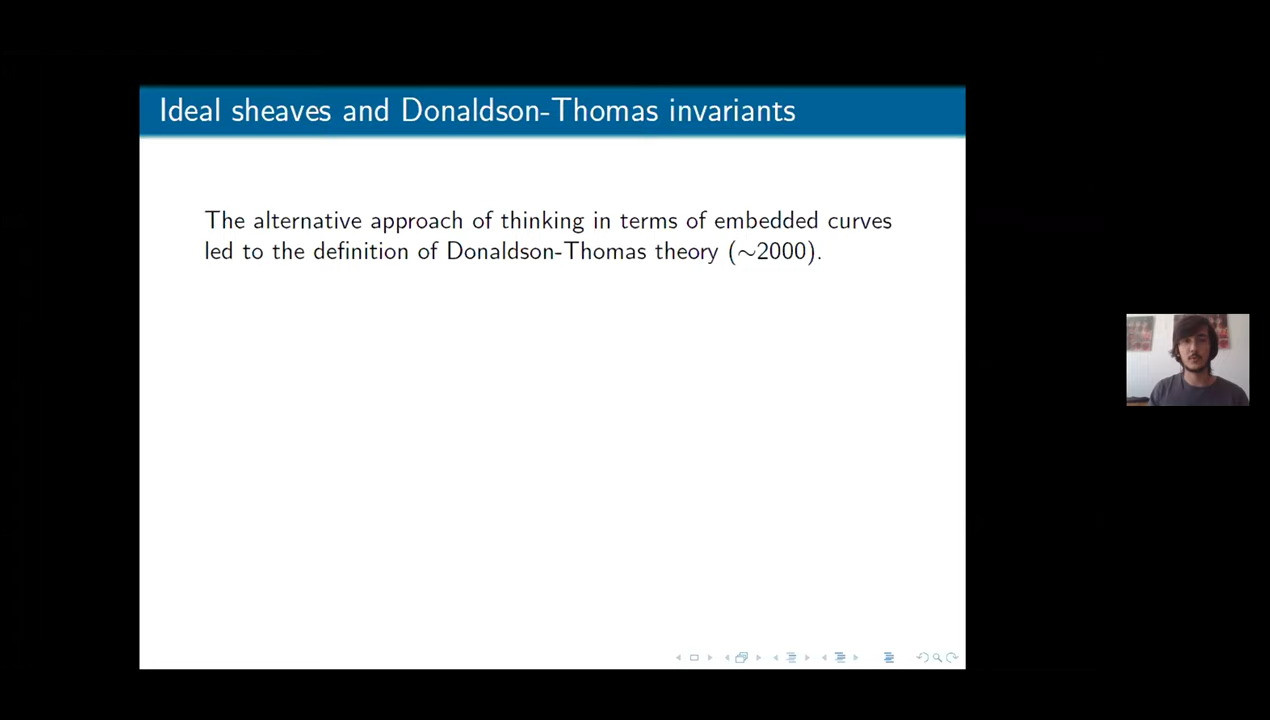 Ideal sheaves and Donaldson-Thomas invariants
The alternative approach of thinking in terms of embedded curves
led to the definition of Donaldson-Thomas theory (∼2000).